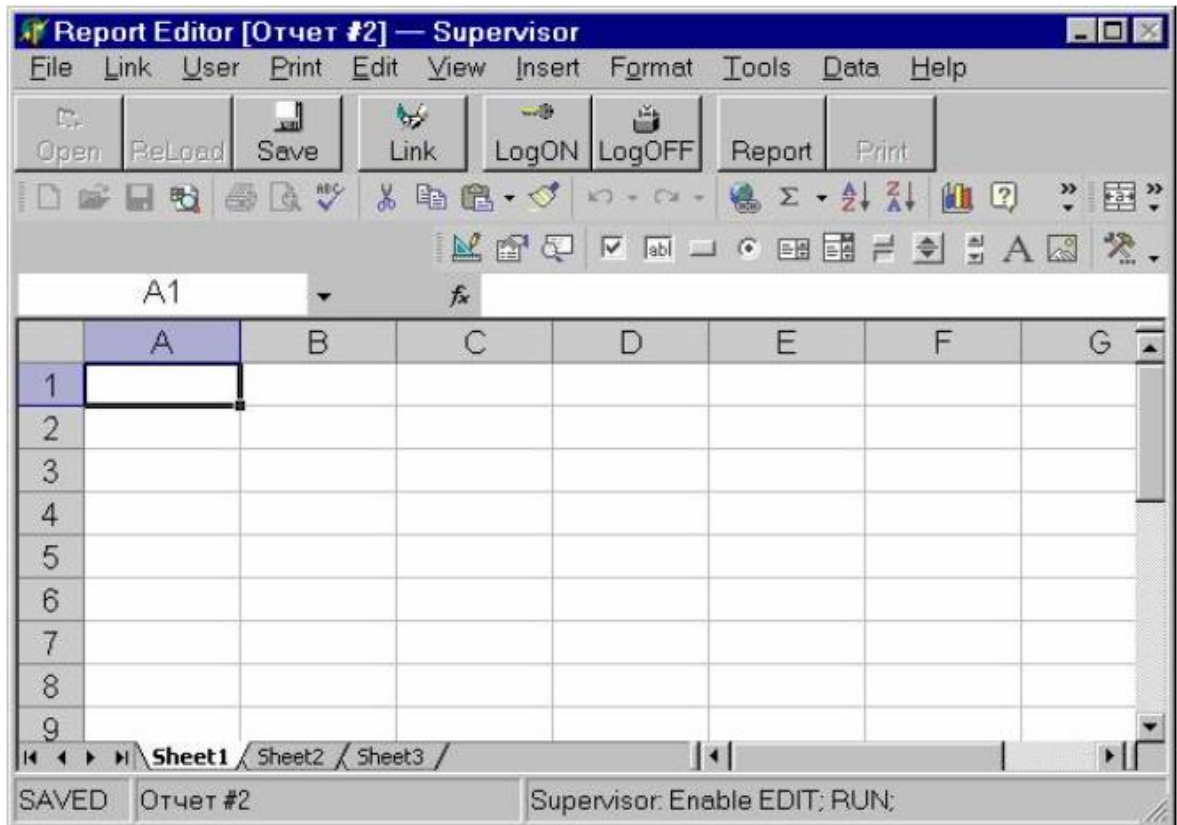 Report Editor [Отчет #2] — Supervisor
File Link User Print Edit View Insert Format Tools Data Help
Open ReLoad Save Link LogON LogOFF Report Print
ABC Σ A Z Z A ? »  a »
abl A
A1 fx
A B C D E F G
1
2
3
4
5
6
7
8
9
Sheet1 Sheet2 Sheet3
SAVED Отчет #2 Supervisor: Enable EDIT; RUN;